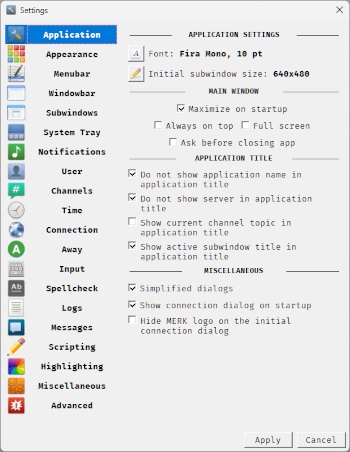 Settings
Application
Appearance
Menubar
Windowbar
Subwindows
System Tray
Notifications
User
Channels
Time
Connection
Away
Input
Spellcheck
Logs
Messages
Scripting
Highlighting
Miscellaneous
Advanced
APPLICATION SETTINGS
Font: Fira Mono, 10 pt
Initial subwindow size: 640x480
MAIN WINDOW
Maximize on startup
Always on top Full screen
Ask before closing app
APPLICATION TITLE
Do not show application name in
application title
Do not show server in application
title
Show current channel topic in
application title
Show active subwindow title in
application title
MISCELLANEOUS
Simplified dialogs
Show connection dialog on startup
Hide MERK logo on the initial
connection dialog
Apply Cancel